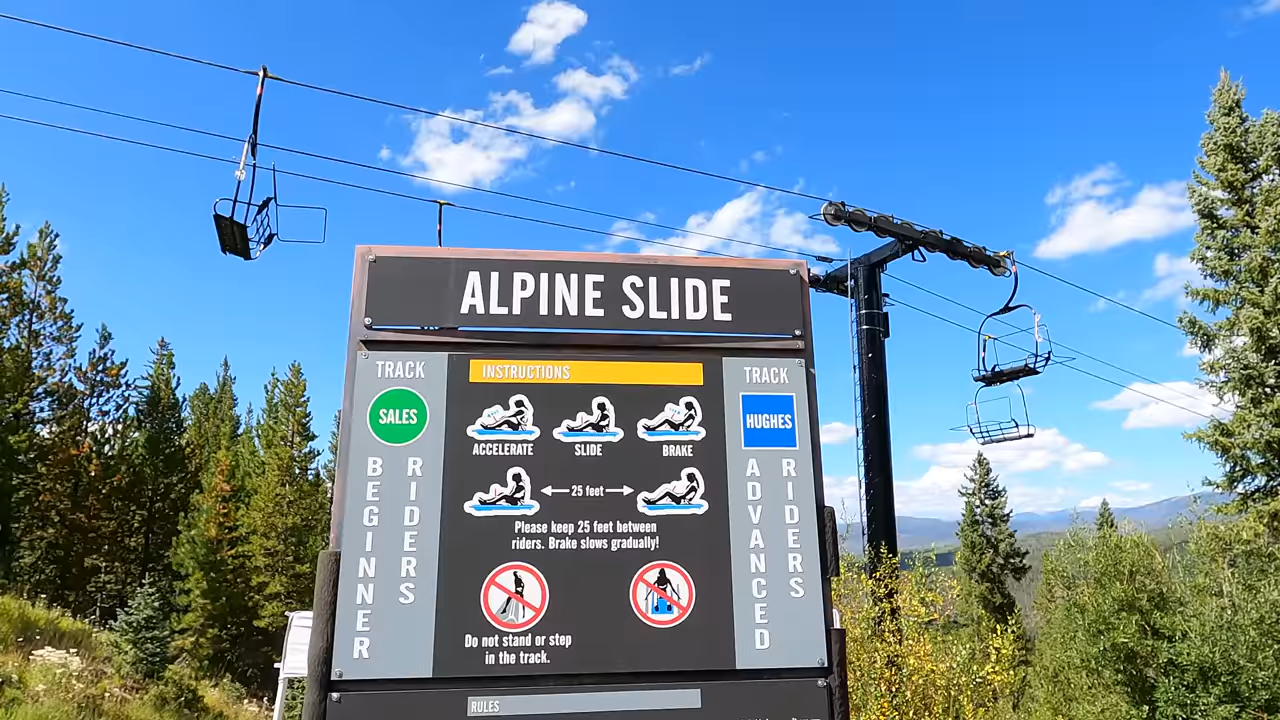 ALPINE SLIDE
TRACK
SALES
BEGINNER
RIDERS
INSTRUCTIONS
ACCELERATE
SLIDE
BRAKE
25 feet
Please keep 25 feet between
riders. Brake slows gradually!
Do not stand or step
in the track.
TRACK
HUGHES
ADVANCED
RIDERS
RULES